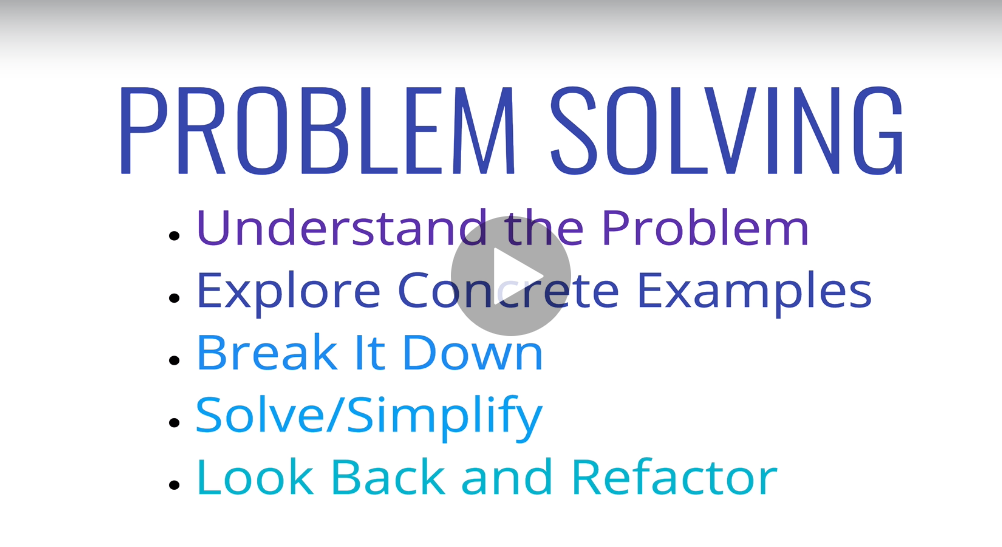 PROBLEM SOLVING
• Understand the Problem
• Explore Concrete Examples
• Break It Down
• Solve/Simplify
• Look Back and Refactor